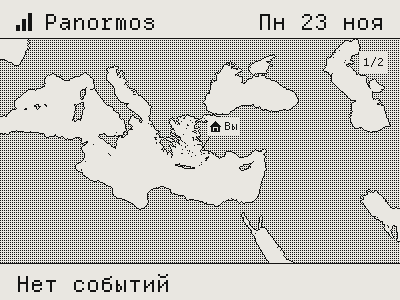 Panormos
Пн 23 ноя
1/2
Вы
Нет событий